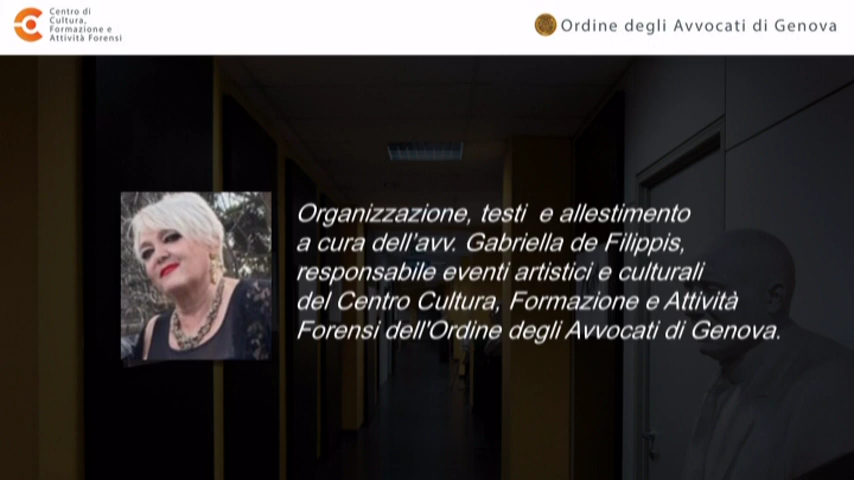 Centro di
Cultura,
Formazione e
Attività Forensi
Ordine degli Avvocati di Genova
Organizzazione, testi e allestimento
a cura dell'avv. Gabriella de Filippis,
responsabile eventi artistici e culturali
del Centro Cultura, Formazione e Attività
Forensi dell'Ordine degli Avvocati di Genova.